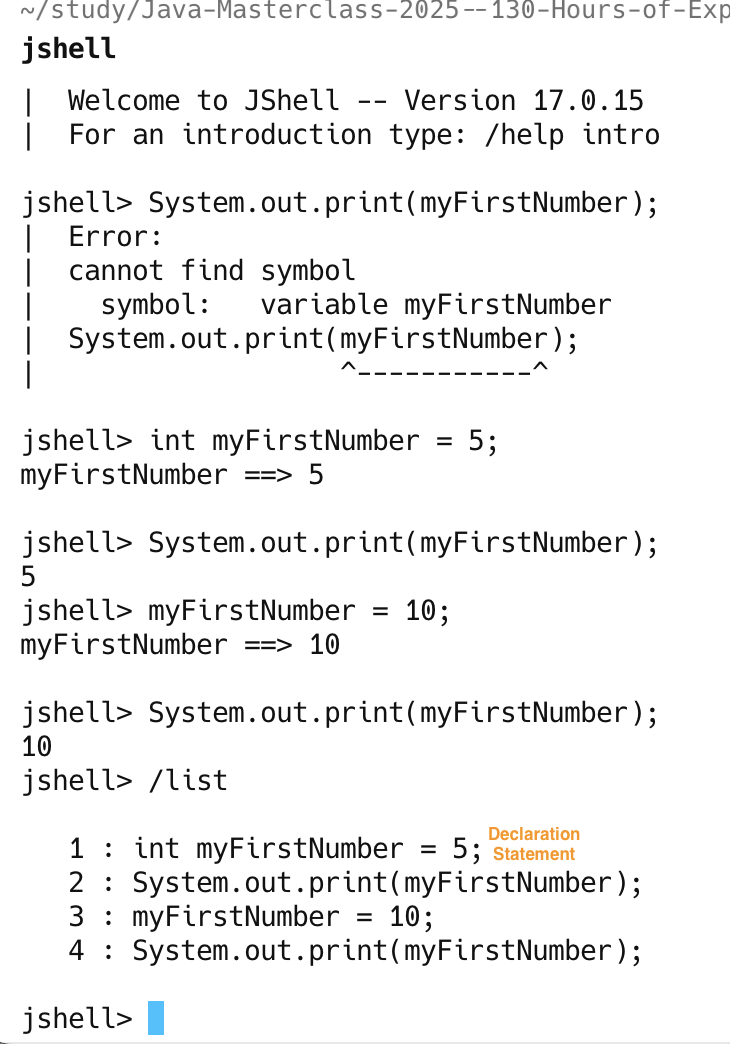 ~/study/Java-Masterclass-2025--130-Hours-of-Exp
jshell
|  Welcome to JShell -- Version 17.0.15
|  For an introduction type: /help intro
jshell> System.out.print(myFirstNumber);
|  Error:
|  cannot find symbol
|    symbol:   variable myFirstNumber
|  System.out.print(myFirstNumber);
|                   ^-----------^
jshell> int myFirstNumber = 5;
myFirstNumber ==> 5
jshell> System.out.print(myFirstNumber);
5
jshell> myFirstNumber = 10;
myFirstNumber ==> 10
jshell> System.out.print(myFirstNumber);
10
jshell> /list
   1 : int myFirstNumber = 5; Declaration
Statement
   2 : System.out.print(myFirstNumber);
   3 : myFirstNumber = 10;
   4 : System.out.print(myFirstNumber);
jshell>